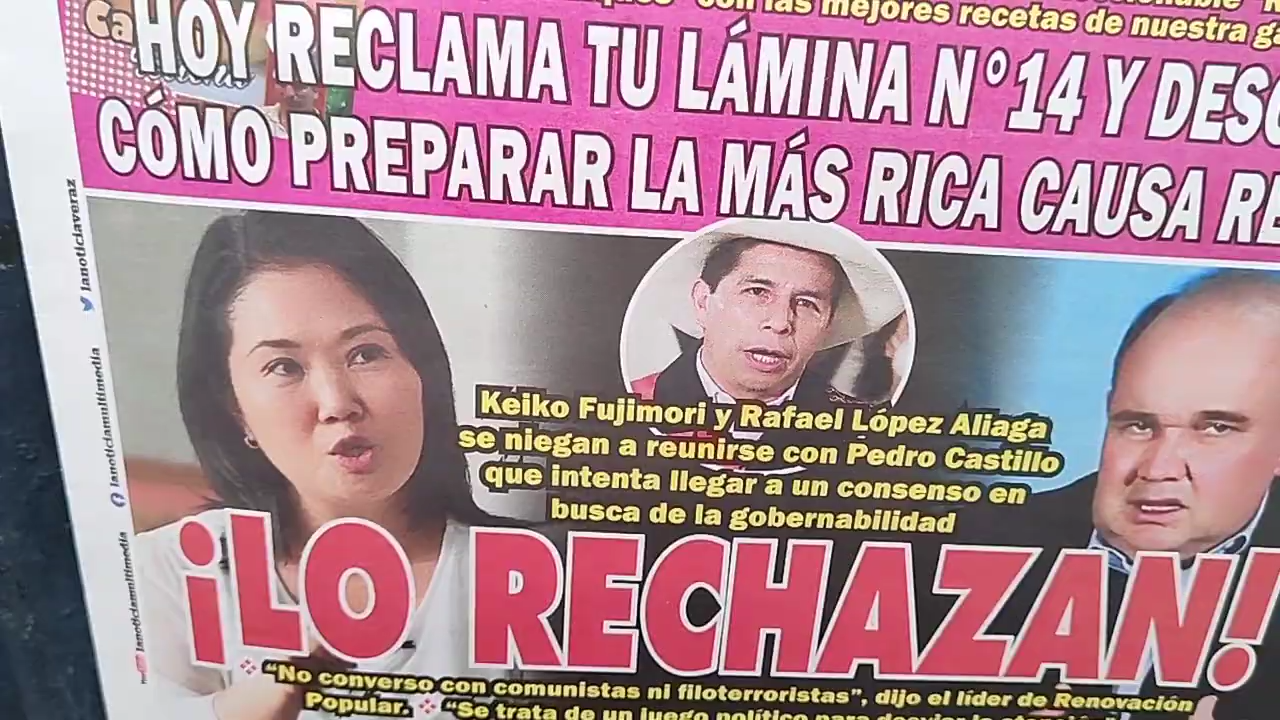 con las mejores recetas de nuestra
HOY RECLAMA TU LÁMINA N°14 Y
CÓMO PREPARAR LA MÁS RICA CAUSA
lanoticiaveraz
lanoticiamultimedia
lanoticiamultimedia
Keiko Fujimori y Rafael López Aliaga
se niegan a reunirse con Pedro Castillo
que intenta llegar a un consenso en
busca de la gobernabilidad
¡LO RECHAZAN!
“No converso con comunistas ni filoterroristas”, dijo el líder de Renovación
Popular. “Se trata de un juego político para